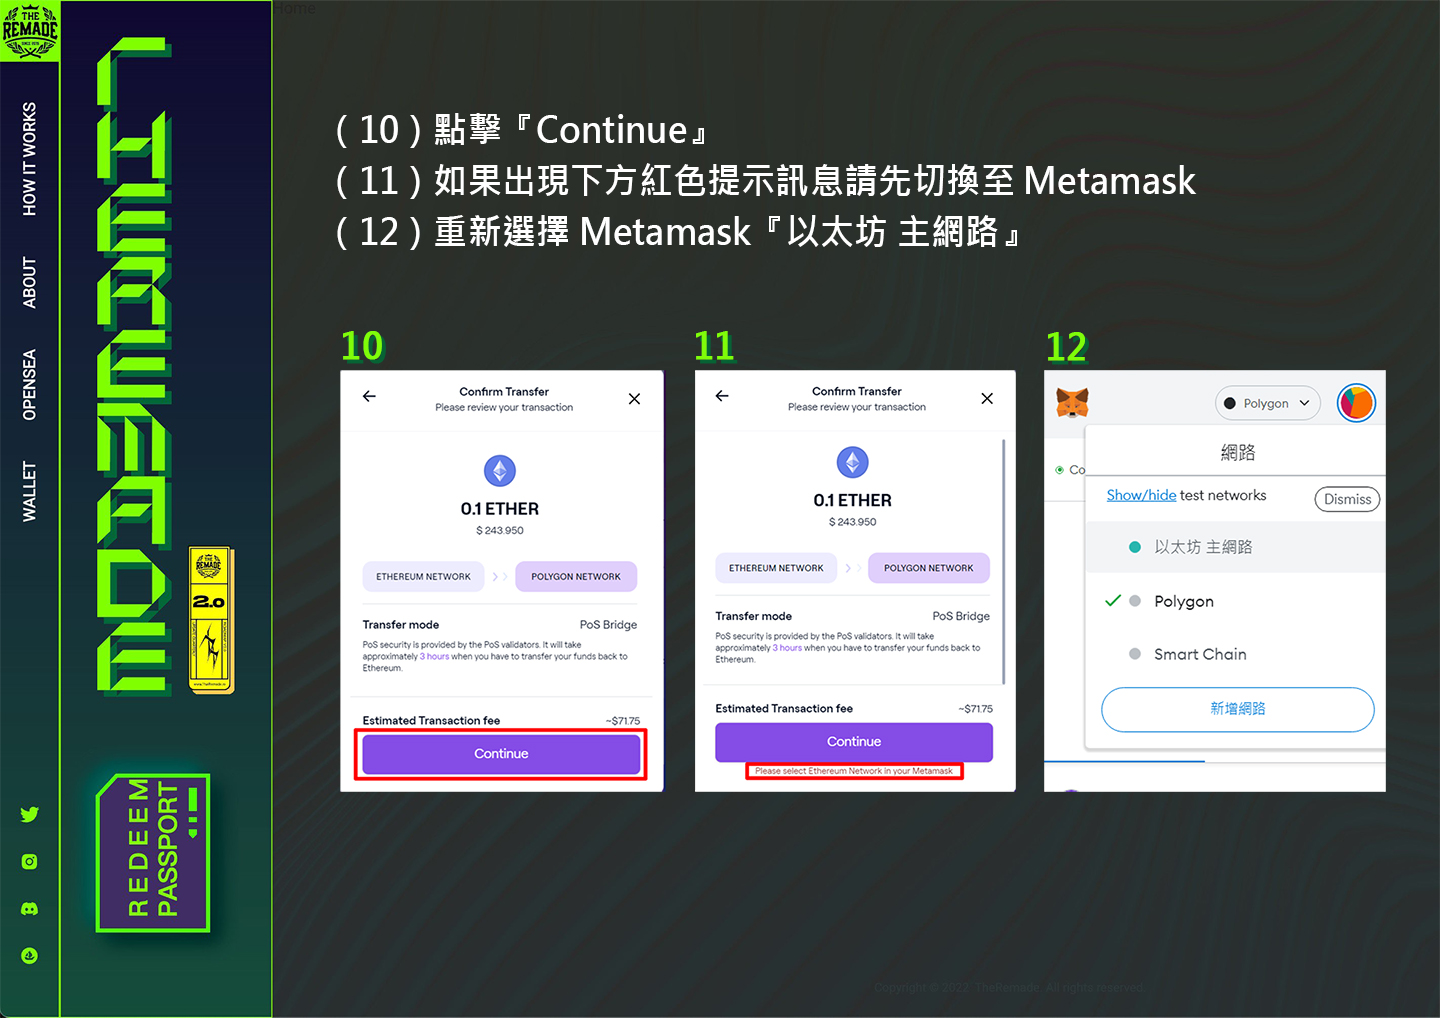 THE
REMADE
SINCE 1978
Home
HOW IT WORKS
ABOUT
OPENSEA
WALLET
THEREMADE
THE
REMADE
2.0
REDEEM
PASSPORT
（10）點擊『Continue』
（11）如果出現下方紅色提示訊息請先切換至 Metamask
（12）重新選擇 Metamask『以太坊 主網路』
10
Confirm Transfer
Please review your transaction
0.1 ETHER
$ 243.950
ETHEREUM NETWORK
POLYGON NETWORK
Transfer mode
PoS Bridge
PoS security is provided by the PoS validators. It will take
approximately 3 hours when you have to transfer your funds back to
Ethereum.
Estimated Transaction fee
~$71.75
Continue
11
Confirm Transfer
Please review your transaction
0.1 ETHER
$ 243.950
ETHEREUM NETWORK
POLYGON NETWORK
Transfer mode
PoS Bridge
PoS security is provided by the PoS validators. It will take
approximately 3 hours when you have to transfer your funds back to
Ethereum.
Estimated Transaction fee
~$71.75
Continue
Please select Ethereum Network in your Metamask
12
Polygon
Co
網路
Show/hide test networks
Dismiss
以太坊 主網路
Polygon
Smart Chain
新增網路
Copyright © 2022 TheRemade. All rights reserved.